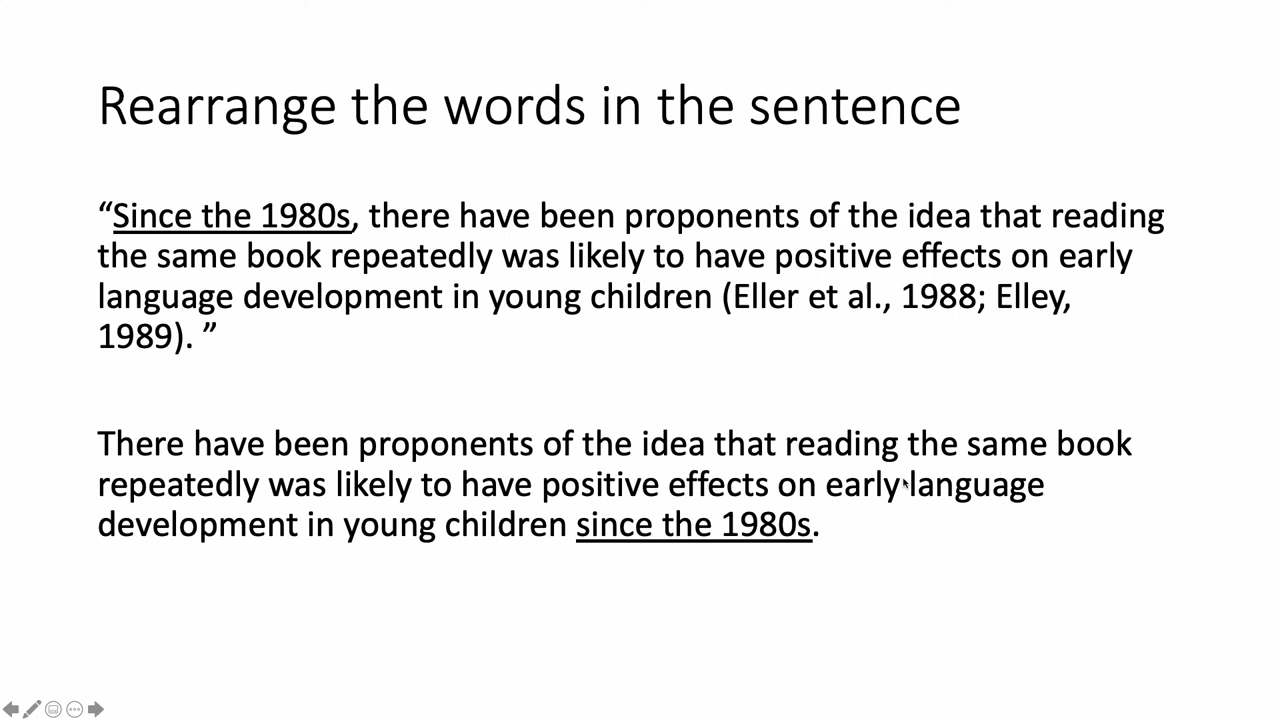 Rearrange the words in the sentence
“Since the 1980s, there have been proponents of the idea that reading
the same book repeatedly was likely to have positive effects on early
language development in young children (Eller et al., 1988; Elley,
1989). ”
There have been proponents of the idea that reading the same book
repeatedly was likely to have positive effects on early language
development in young children since the 1980s.